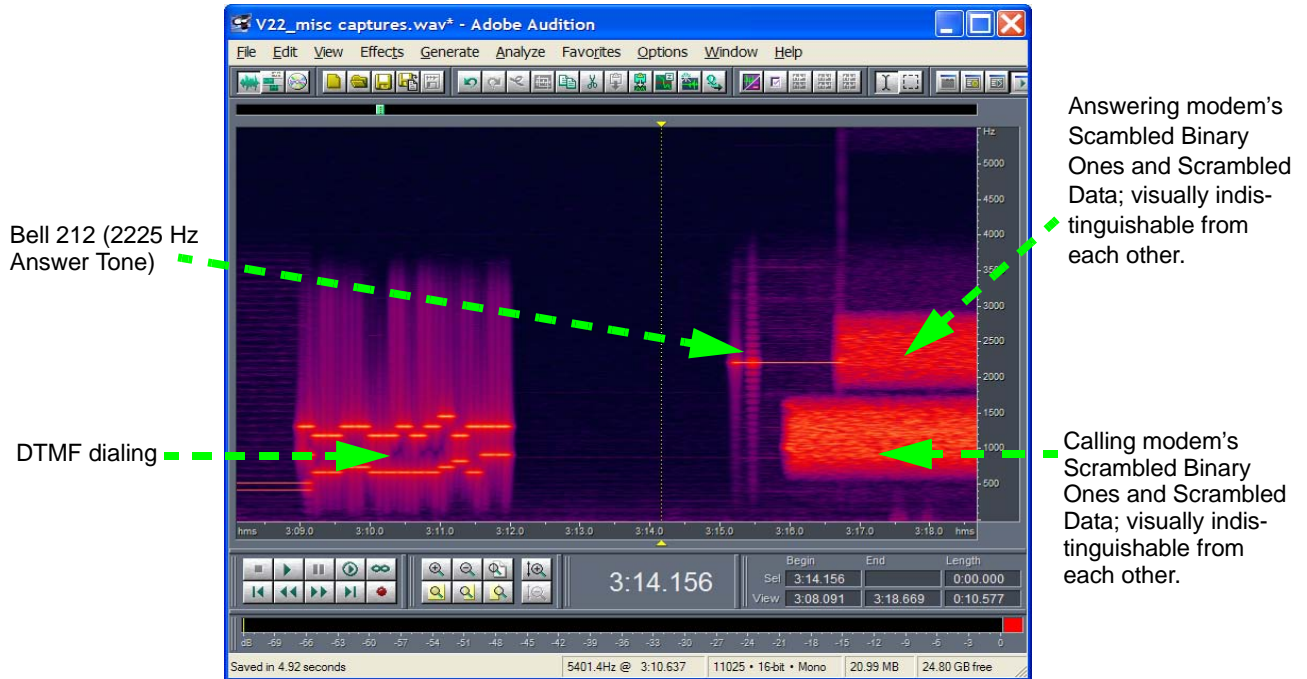 V22_misc captures.wav* - Adobe Audition
File Edit View Effects Generate Analyze Favorites Options Window Help
Hz
5000
4500
4000
3500
3000
2500
2000
1500
1000
500
hms 3:09.0 3:10.0 3:11.0 3:12.0 3:13.0 3:14.0 3:15.0 3:16.0 3:17.0 3:18.0 hms
Bell 212 (2225 Hz
Answer Tone)
DTMF dialing
Answering modem's
Scambled Binary
Ones and Scrambled
Data; visually indis-
tinguishable from
each other.
Calling modem's
Scrambled Binary
Ones and Scrambled
Data; visually indis-
tinguishable from
each other.
3:14.156
Begin End Length
Sel 3:14.156 0:00.000
View 3:08.091 3:18.669 0:10.577
dB -69 -66 -63 -60 -57 -54 -51 -48 -45 -42 -39 -36 -33 -30 -27 -24 -21 -18 -15 -12 -9 -6 -3 0
Saved in 4.92 seconds 5401.4Hz @ 3:10.637 11025 • 16-bit • Mono 20.99 MB 24.80 GB free